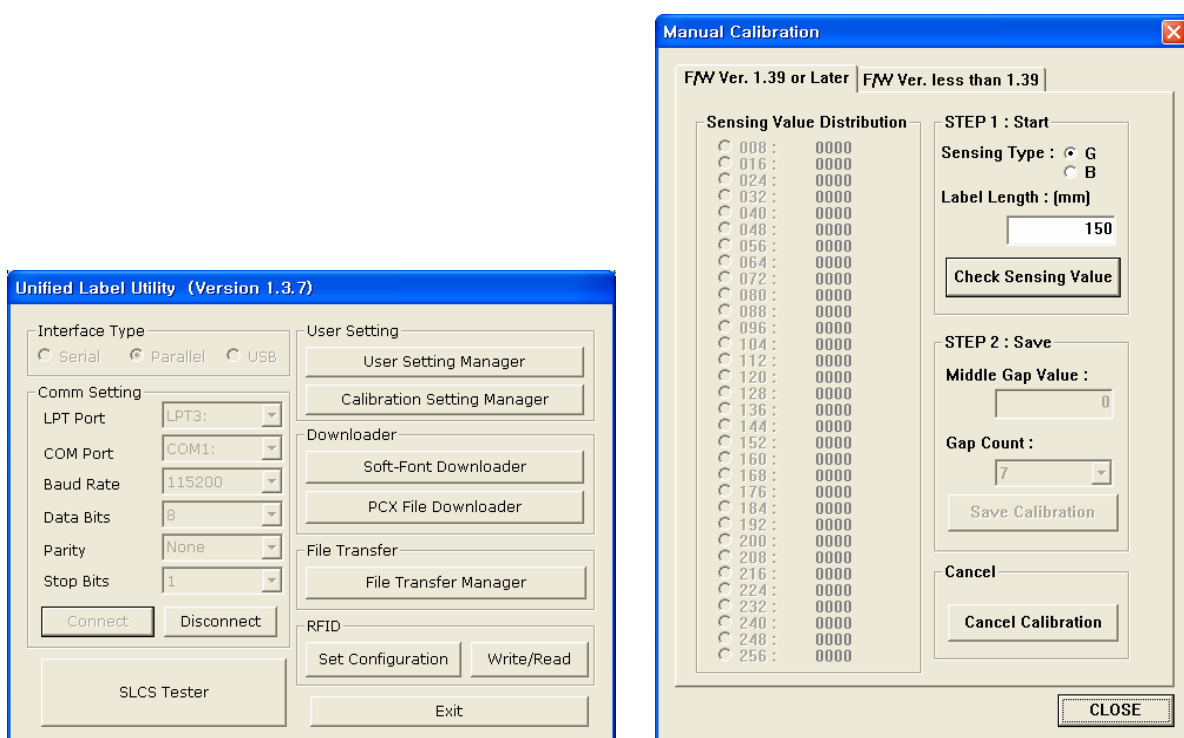 Unified Label Utility (Version 1.3.7)
Interface Type
Serial Parallel USB
Comm Setting
LPT Port LPT3:
COM Port COM1:
Baud Rate 115200
Data Bits 8
Parity None
Stop Bits 1
Connect Disconnect
SLCS Tester
User Setting
User Setting Manager
Calibration Setting Manager
Downloader
Soft-Font Downloader
PCX File Downloader
File Transfer
File Transfer Manager
RFID
Set Configuration Write/Read
Exit
Manual Calibration
F/W Ver. 1.39 or Later F/W Ver. less than 1.39
Sensing Value Distribution
008 : 0000
016 : 0000
024 : 0000
032 : 0000
040 : 0000
048 : 0000
056 : 0000
064 : 0000
072 : 0000
080 : 0000
088 : 0000
096 : 0000
104 : 0000
112 : 0000
120 : 0000
128 : 0000
136 : 0000
144 : 0000
152 : 0000
160 : 0000
168 : 0000
176 : 0000
184 : 0000
192 : 0000
200 : 0000
208 : 0000
216 : 0000
224 : 0000
232 : 0000
240 : 0000
248 : 0000
256 : 0000
STEP 1 : Start
Sensing Type : G
B
Label Length : (mm)
150
Check Sensing Value
STEP 2 : Save
Middle Gap Value :
0
Gap Count :
7
Save Calibration
Cancel
Cancel Calibration
CLOSE